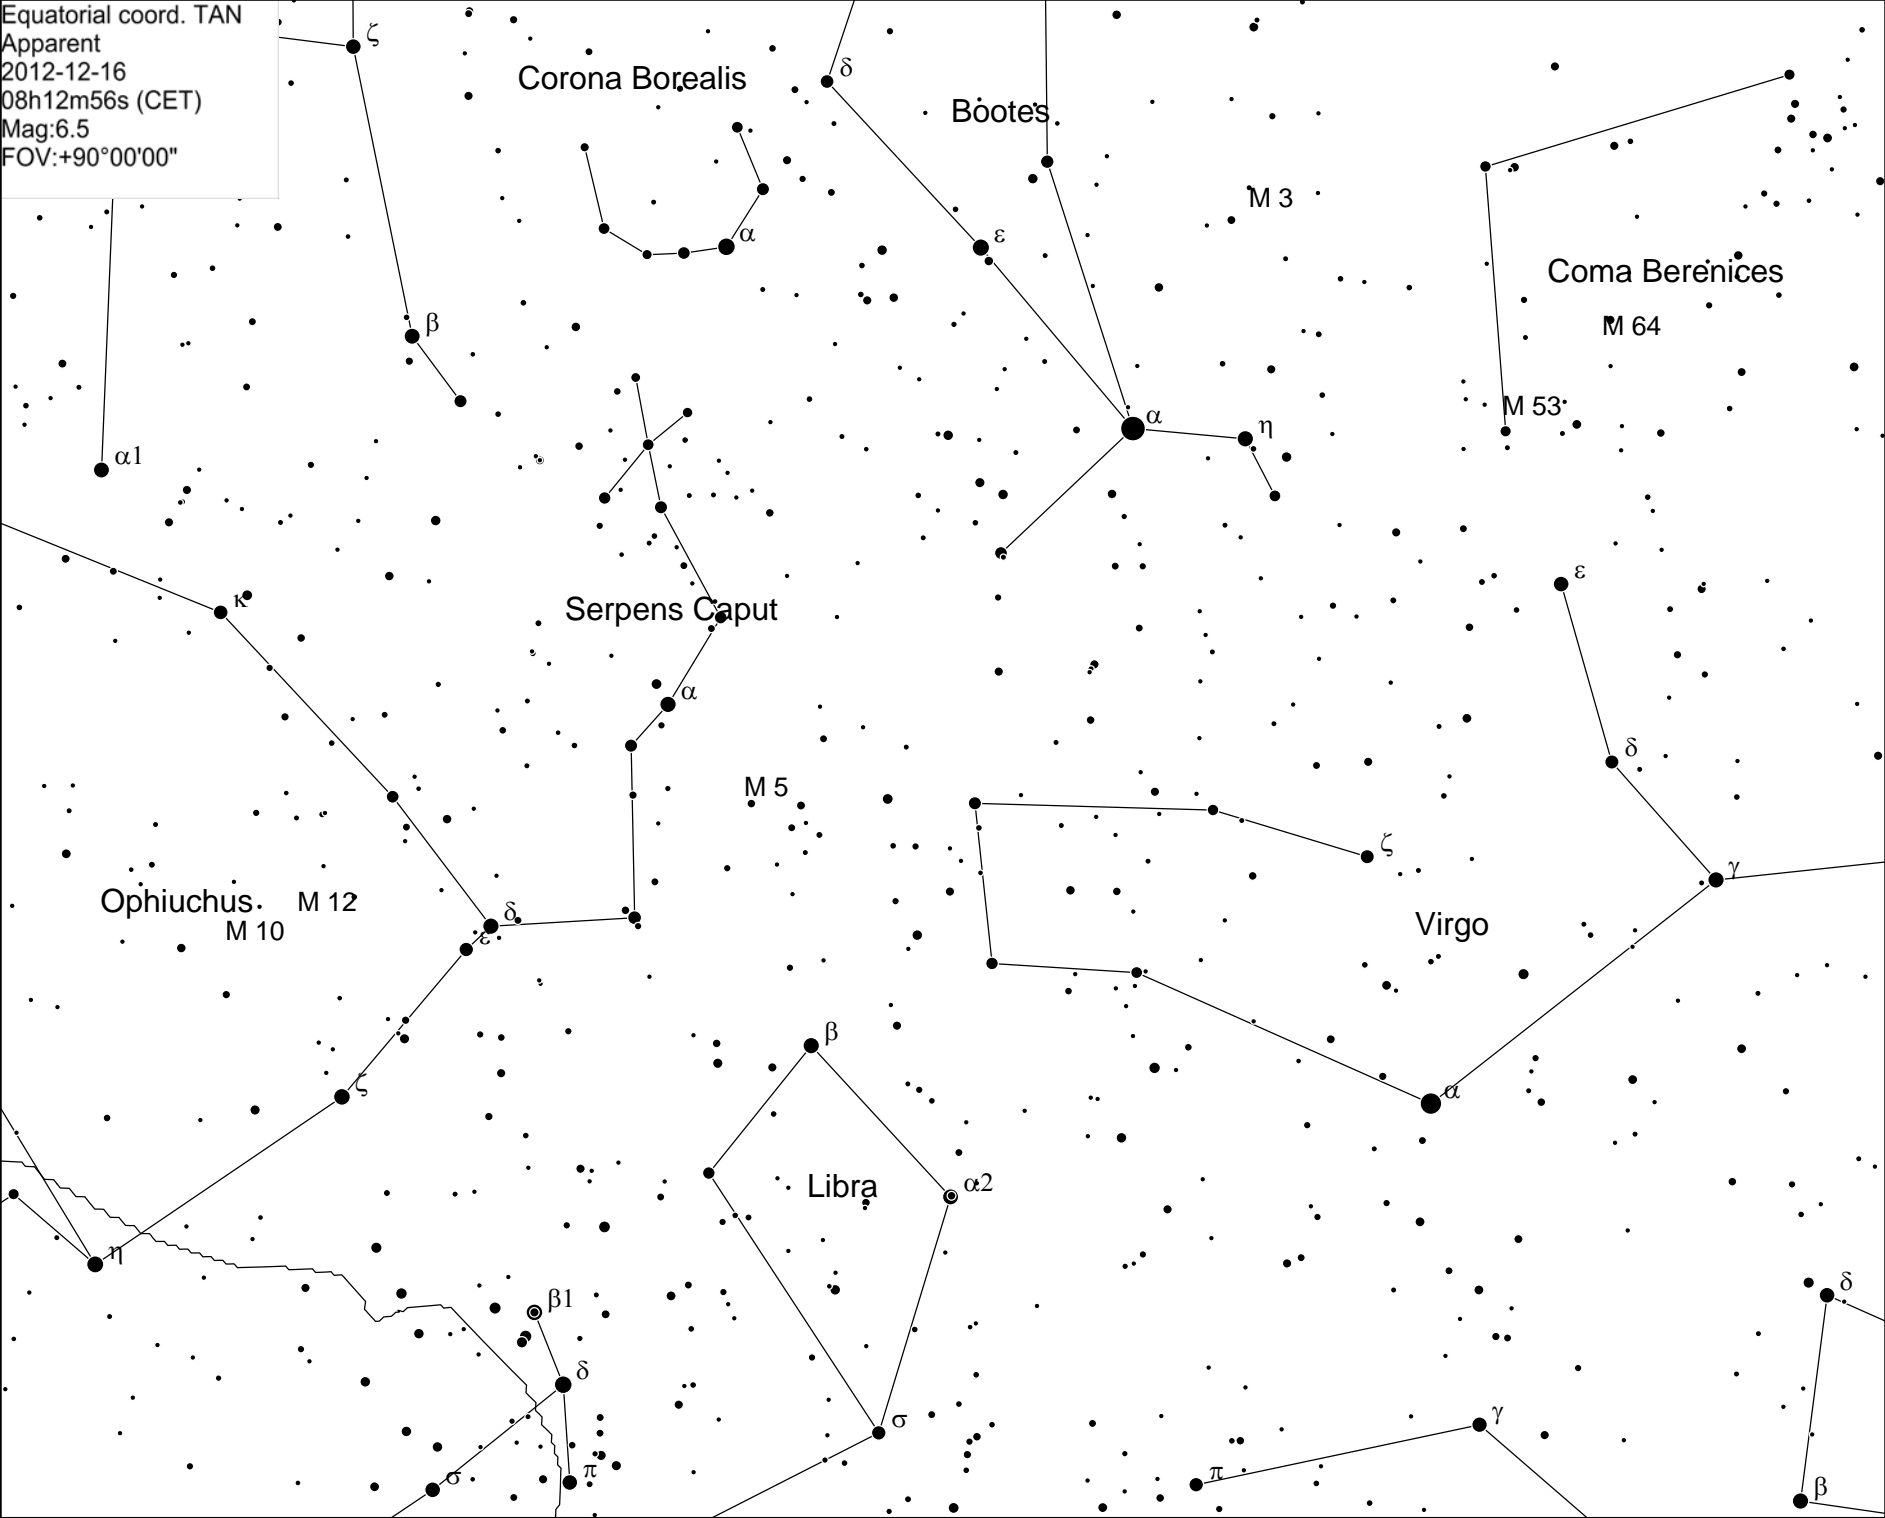 Equatorial coord. TAN
Apparent
2012-12-16
08h12m56s (CET)
Mag:6.5
FOV:+90°00'00"
ζ
δ
Corona Borealis
Bootes
M 3
α
ε
Coma Berenices
β
M 64
M 53
α
η
α1
ε
κ
Serpens Caput
α
δ
M 5
ζ
γ
Ophiuchus
M 12
δ
M 10
ε
Virgo
β
ζ
α
Libra
α2
η
δ
β1
δ
σ
γ
σ
π
π
β